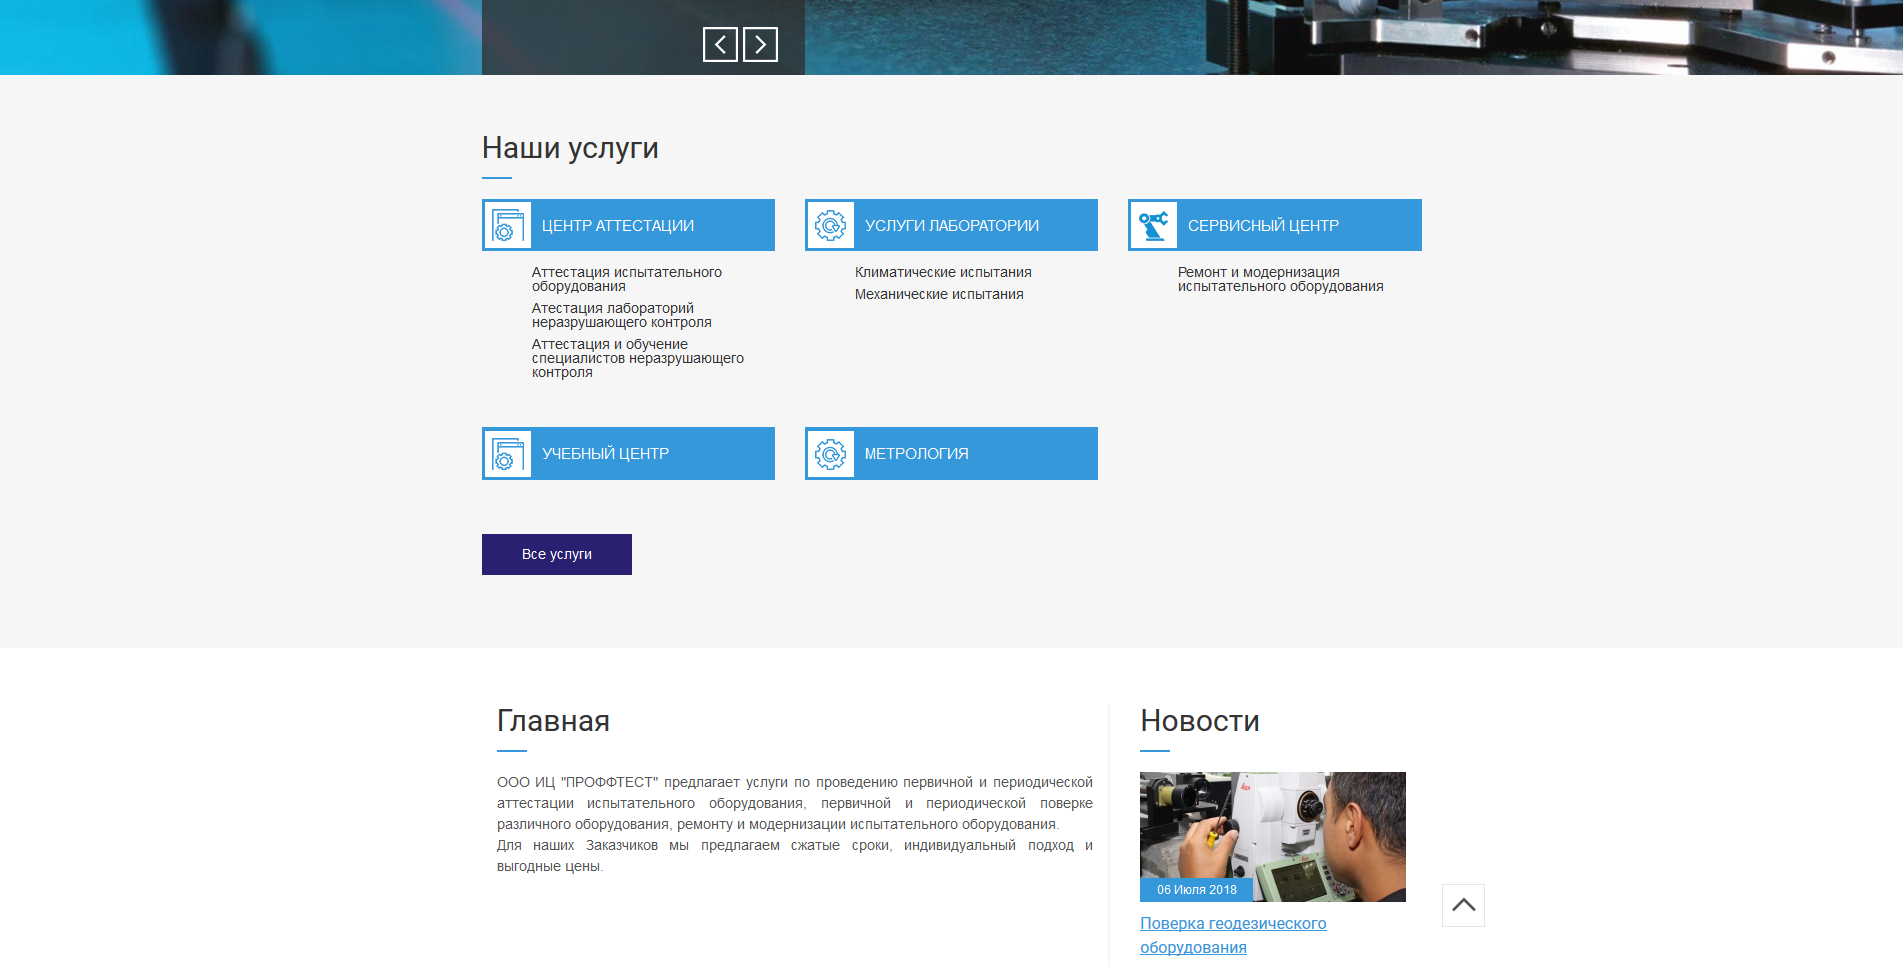 Наши услуги
ЦЕНТР АТТЕСТАЦИИ
Аттестация испытательного
оборудования
Атестация лабораторий
неразрушающего контроля
Аттестация и обучение
специалистов неразрушающего
контроля
УСЛУГИ ЛАБОРАТОРИИ
Климатические испытания
Механические испытания
СЕРВИСНЫЙ ЦЕНТР
Ремонт и модернизация
испытательного оборудования
УЧЕБНЫЙ ЦЕНТР
МЕТРОЛОГИЯ
Все услуги
Главная
ООО ИЦ "ПРОФФТЕСТ" предлагает услуги по проведению первичной и периодической
аттестации испытательного оборудования, первичной и периодической поверке
различного оборудования, ремонту и модернизации испытательного оборудования.
Для наших Заказчиков мы предлагаем сжатые сроки, индивидуальный подход и
выгодные цены.
Новости
06 Июля 2018
Поверка геодезического
оборудования